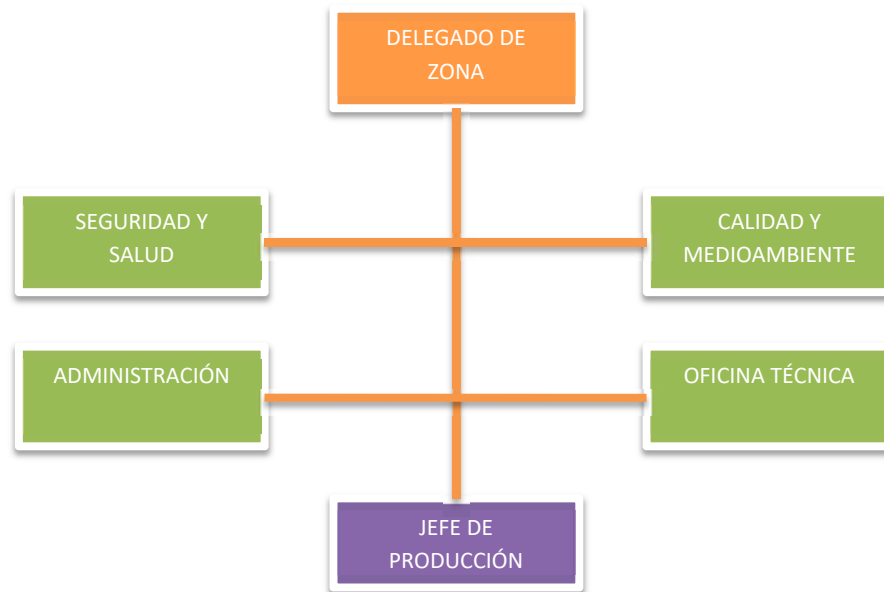 DELEGADO DE
ZONA
SEGURIDAD Y
SALUD
CALIDAD Y
MEDIOAMBIENTE
ADMINISTRACIÓN
OFICINA TÉCNICA
JEFE DE
PRODUCCIÓN